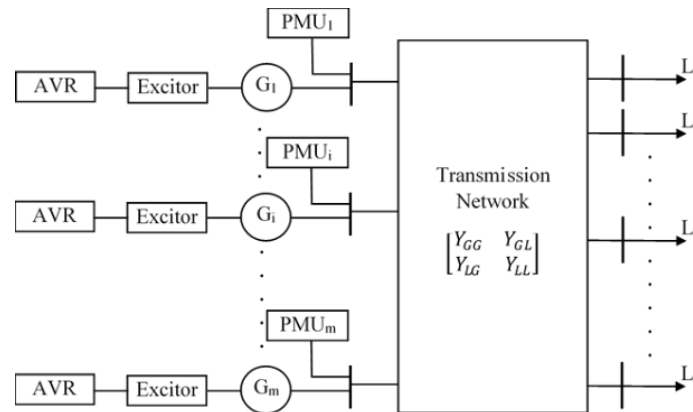 PMU1
AVR Excitor G1 L
L
PMUi
Transmission
Network
AVR Excitor Gi L
[YGG YGL
YLG YLL]
PMUm
AVR Excitor Gm L